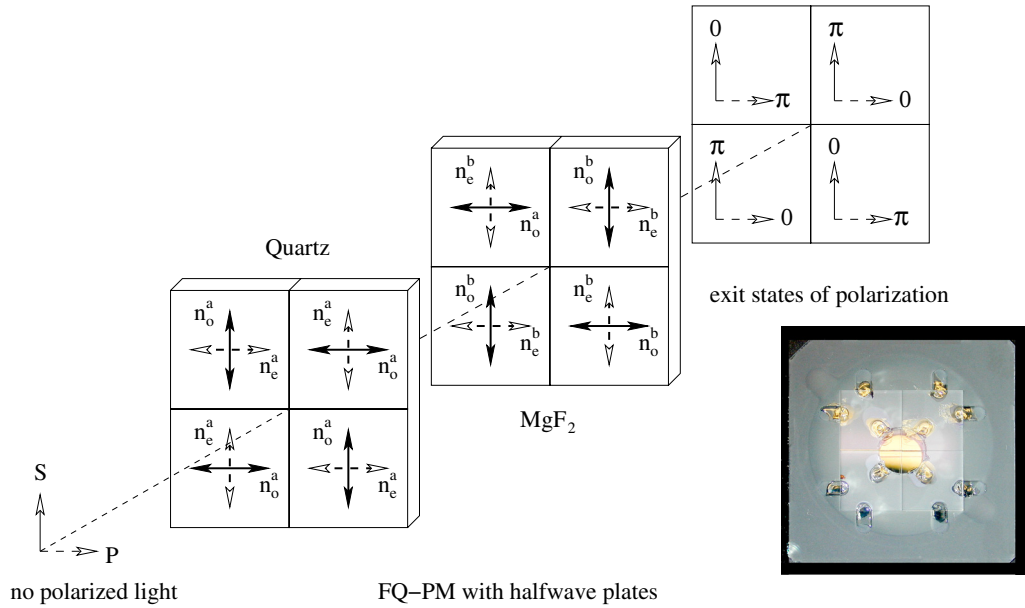 0
π
π
0
π
0
0
π
exit states of polarization
n_e^b
n_o^b
n_o^a
n_e^b
n_o^b
n_e^b
n_e^b
n_o^b
MgF₂
Quartz
n_o^a
n_e^a
n_e^a
n_o^a
n_e^a
n_o^a
n_o^a
n_e^a
S
P
no polarized light
FQ–PM with halfwave plates